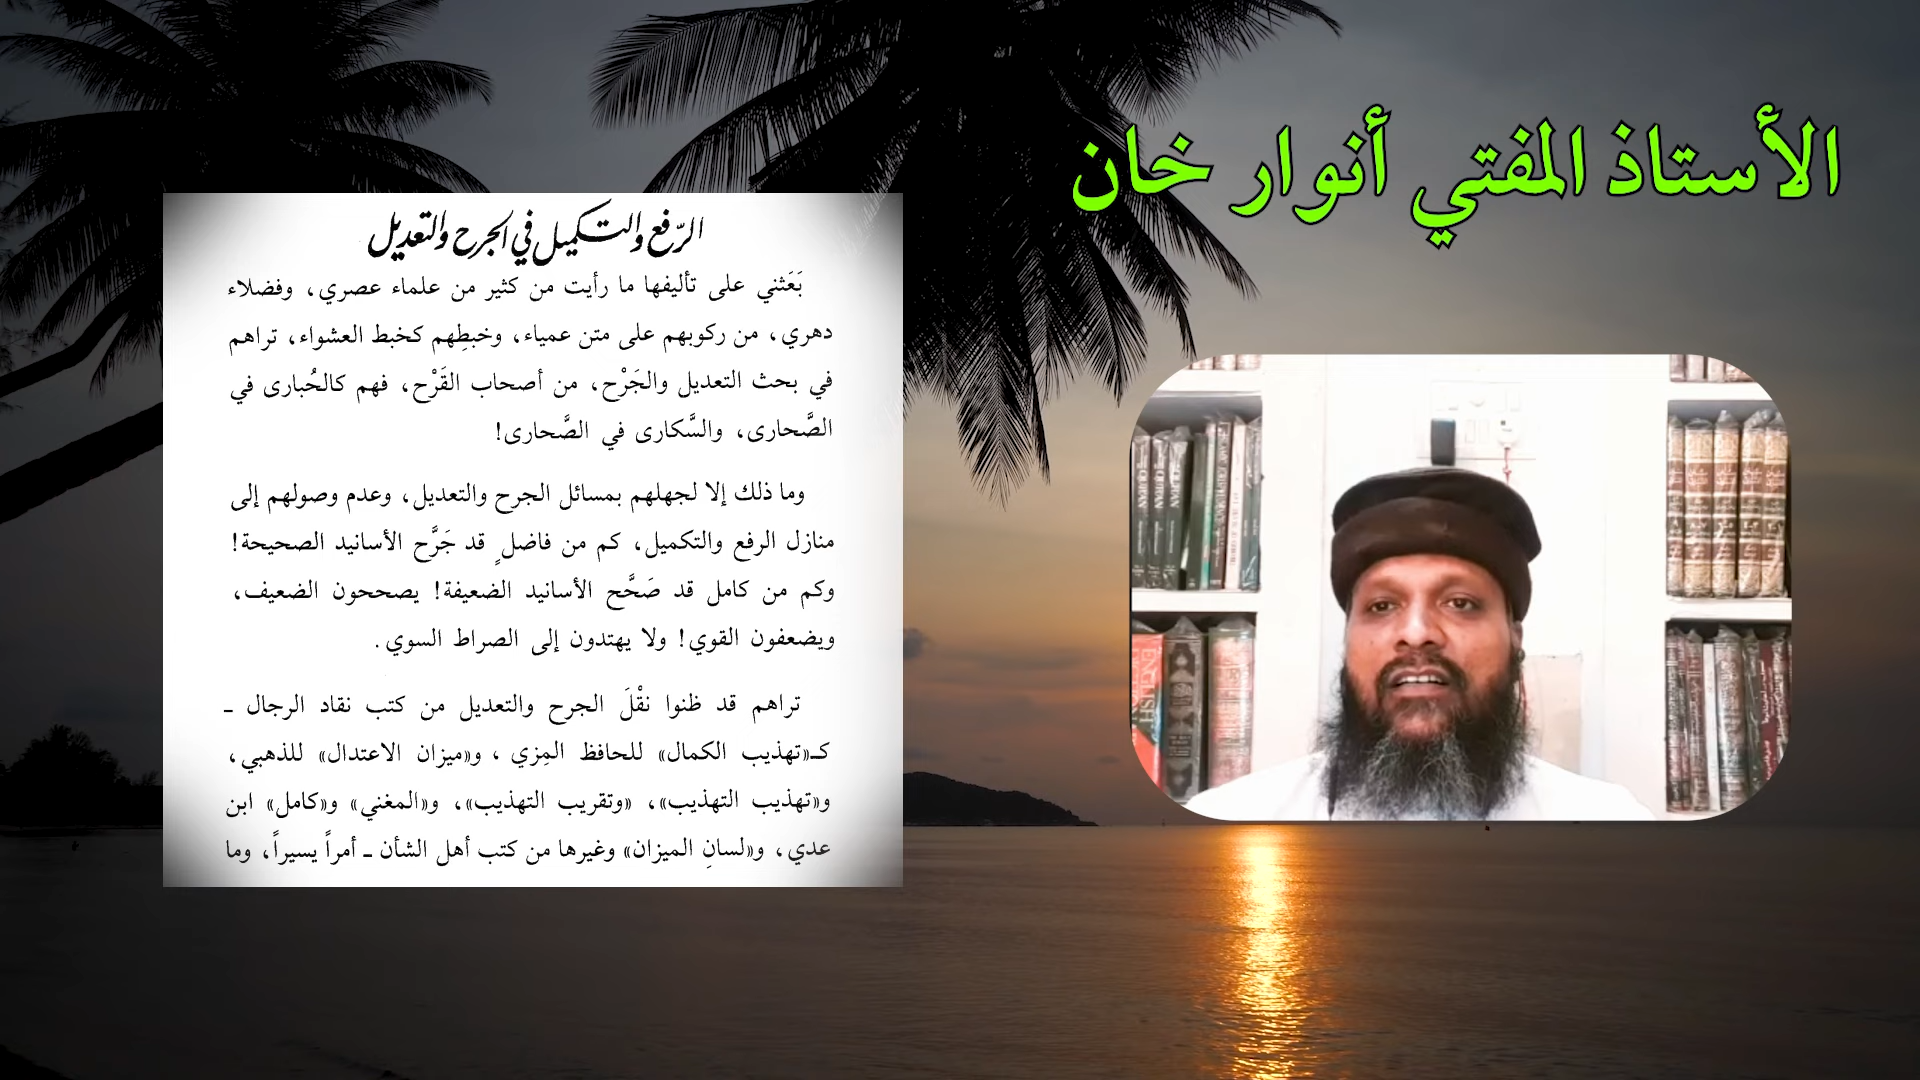 الأستاذ المفتي أنوار خان
الرّفع والتكميل في الجرح والتعديل
بَعَثني على تأليفها ما رأيت من كثير من علماء عصري، وفضلاء
دهري، من ركوبهم على متن عمياء، وخبطِهم كخبط العشواء، تراهم
في بحث التعديل والجَرْح، من أصحاب القَرْح، فهم كالحُبارى في
الصَّحارى، والسَّكارى في الصَّحارى!
وما ذلك إلا لجهلهم بمسائل الجرح والتعديل، وعدم وصولهم إلى
منازل الرفع والتكميل، كم من فاضلٍ قد جَرَّح الأسانيد الصحيحة!
وكم من كامل قد صَحَّح الأسانيد الضعيفة! يصححون الضعيف،
ويضعفون القوي! ولا يهتدون إلى الصراط السوي.
تراهم قد ظنوا نقْلَ الجرح والتعديل من كتب نقاد الرجال ـ
كـ«تهذيب الكمال» للحافظ المِزي، و«ميزان الاعتدال» للذهبي،
و«تهذيب التهذيب»، «وتقريب التهذيب»، و«المغني» و«كامل» ابن
عدي، و«لسانِ الميزان» وغيرها من كتب أهل الشأن ـ أمراً يسيراً، وما
ENGLISH